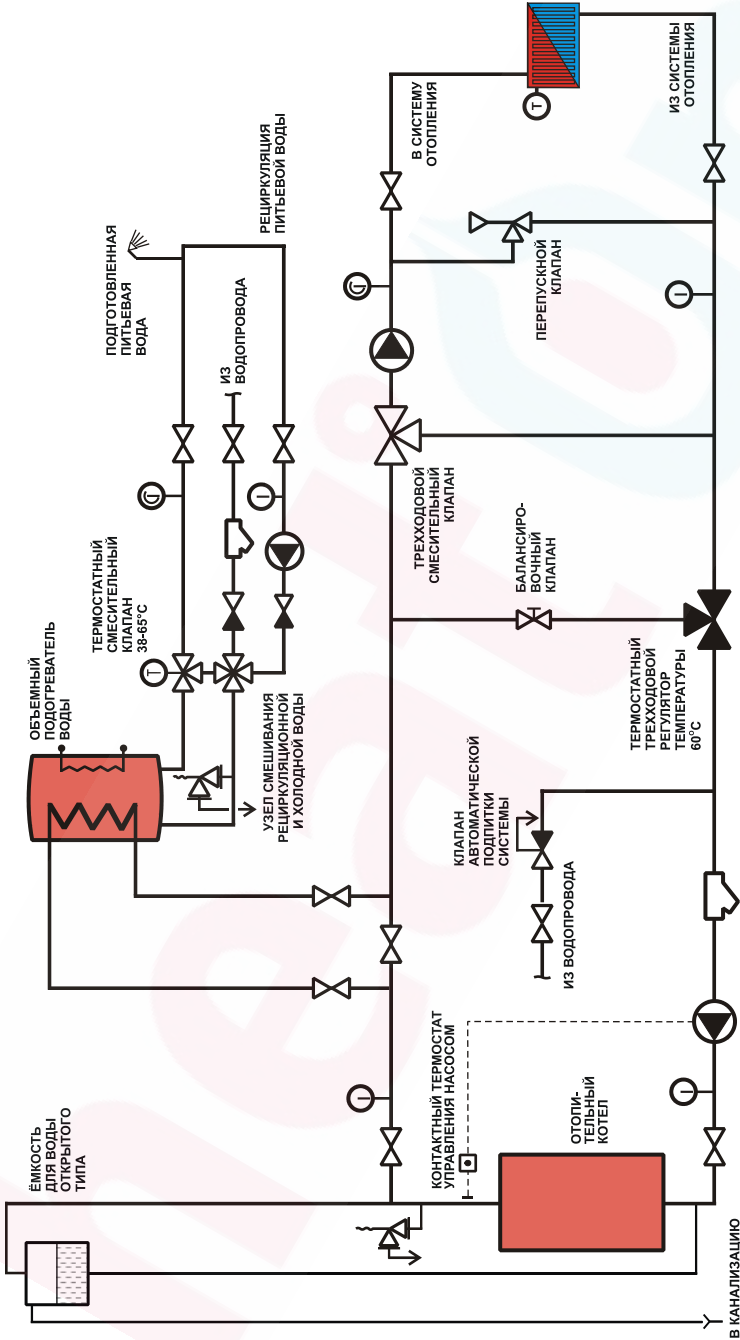 ПОДГОТОВЛЕННАЯ
ПИТЬЕВАЯ
ВОДА
РЕЦИРКУЛЯЦИЯ
ПИТЬЕВОЙ ВОДЫ
ИЗ
ВОДОПРОВОДА
В СИСТЕМУ
ОТОПЛЕНИЯ
ИЗ СИСТЕМЫ
ОТОПЛЕНИЯ
T
ПЕРЕПУСКНОЙ
КЛАПАН
ТЕРМОСТАТНЫЙ
СМЕСИТЕЛЬНЫЙ
КЛАПАН
38-65°С
T
ТРЕХХОДОВОЙ
СМЕСИТЕЛЬНЫЙ
КЛАПАН
БАЛАНСИРО-
ВОЧНЫЙ
КЛАПАН
ОБЪЕМНЫЙ
ПОДОГРЕВАТЕЛЬ
ВОДЫ
УЗЕЛ СМЕШИВАНИЯ
РЕЦИРКУЛЯЦИОННОЙ
И ХОЛОДНОЙ ВОДЫ
ТЕРМОСТАТНЫЙ
ТРЕХХОДОВОЙ
РЕГУЛЯТОР
ТЕМПЕРАТУРЫ
60°С
КЛАПАН
АВТОМАТИЧЕСКОЙ
ПОДПИТКИ
СИСТЕМЫ
ИЗ ВОДОПРОВОДА
КОНТАКТНЫЙ ТЕРМОСТАТ
УПРАВЛЕНИЯ НАСОСОМ
ОТОПИ-
ТЕЛЬНЫЙ
КОТЕЛ
ЁМКОСТЬ
ДЛЯ ВОДЫ
ОТКРЫТОГО
ТИПА
В КАНАЛИЗАЦИЮ